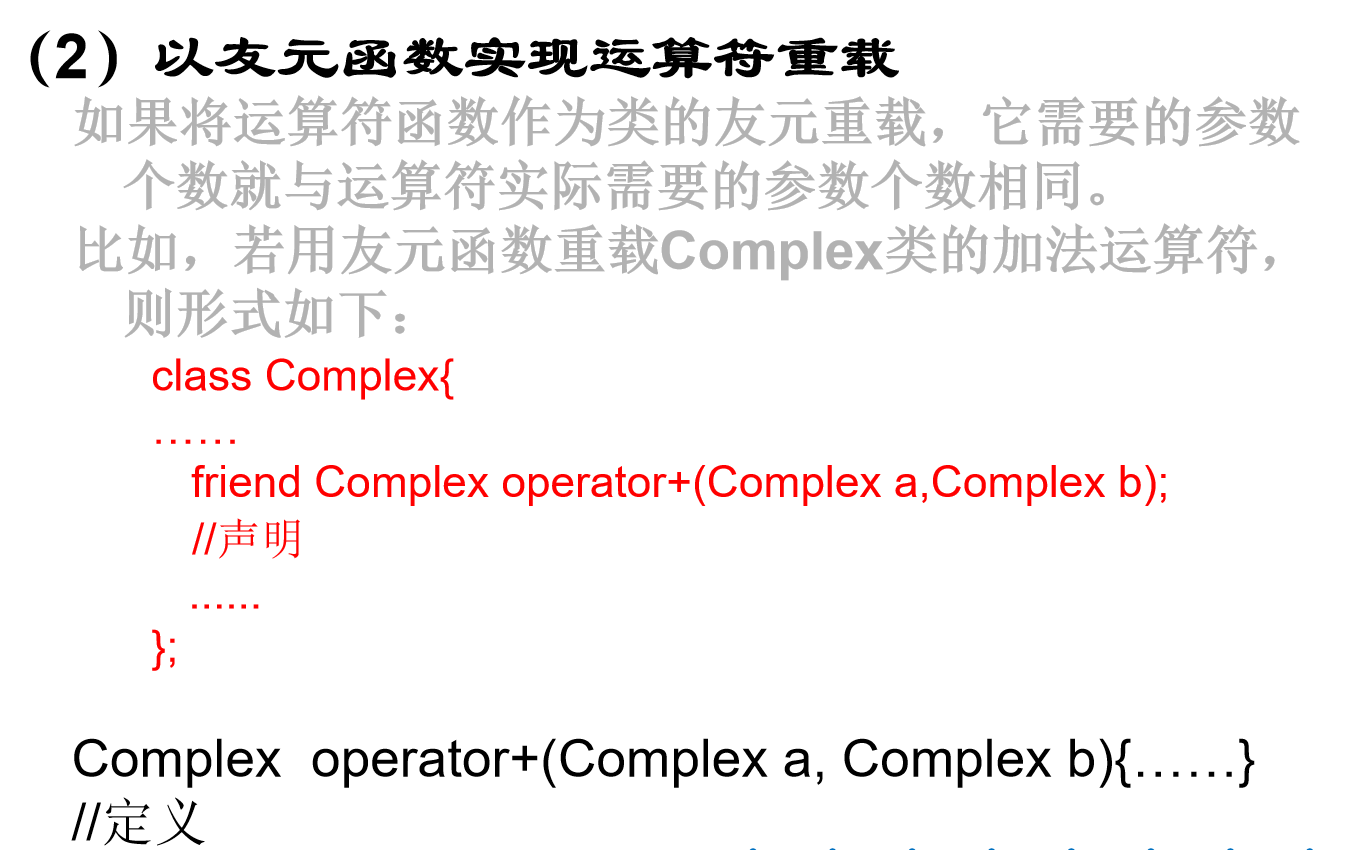 （2）以友元函数实现运算符重载
如果将运算符函数作为类的友元重载，它需要的参数
个数就与运算符实际需要的参数个数相同。
比如，若用友元函数重载Complex类的加法运算符，
则形式如下：
class Complex{
……
friend Complex operator+(Complex a,Complex b);
//声明
......
};
Complex  operator+(Complex a, Complex b){……}
//定义